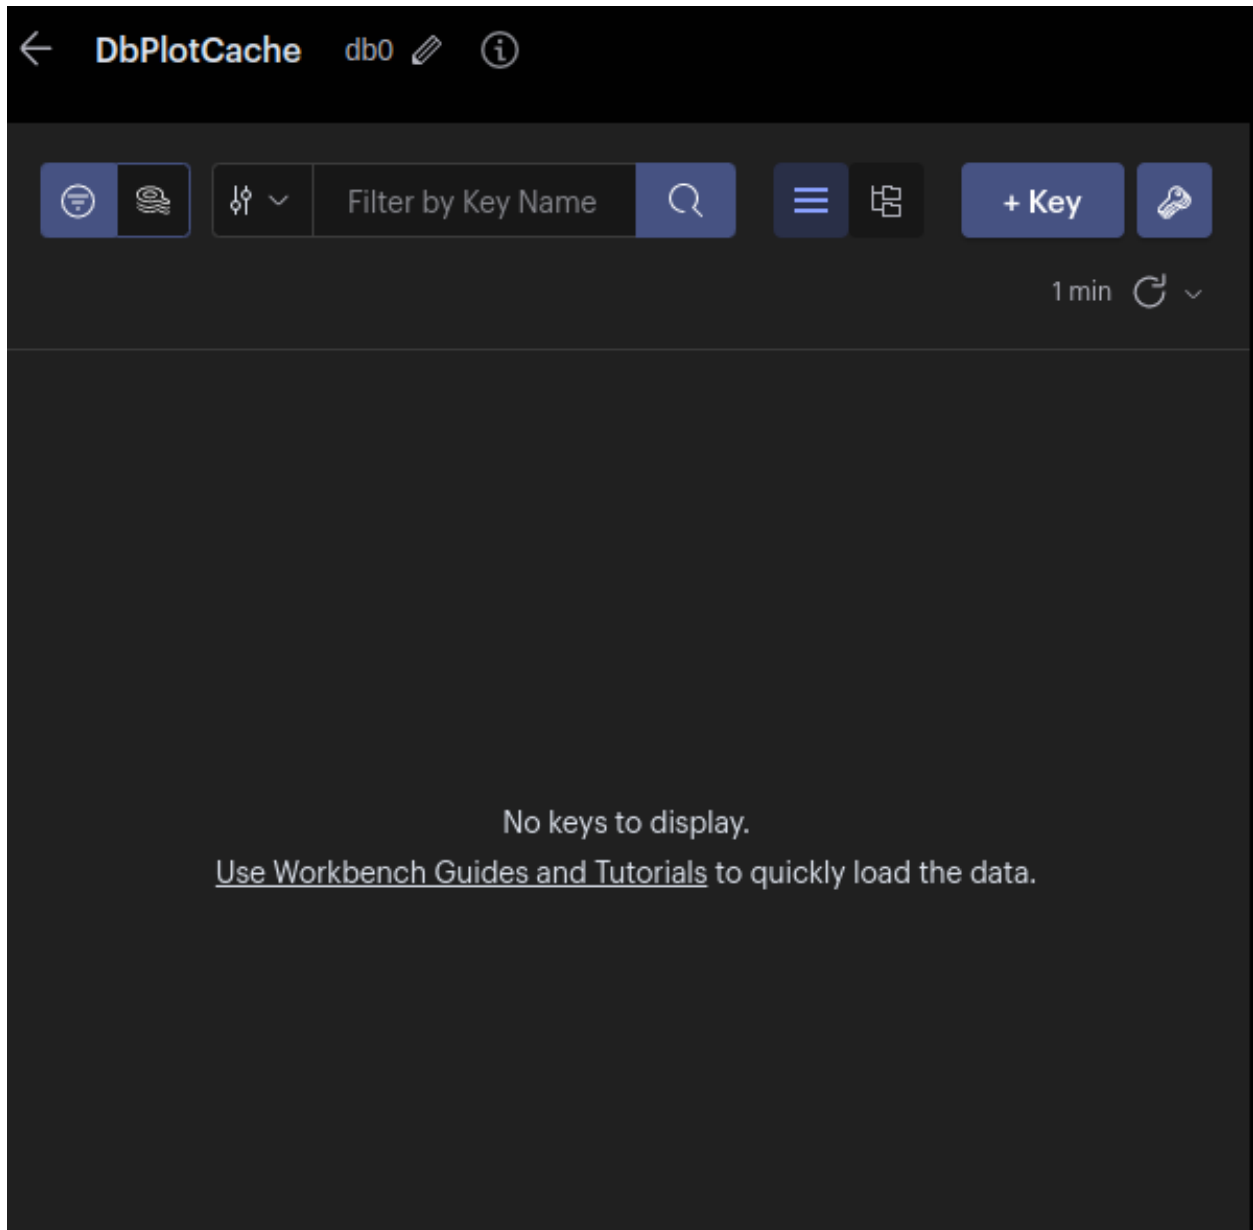 DbPlotCache db0
Filter by Key Name + Key
1 min
No keys to display.
Use Workbench Guides and Tutorials to quickly load the data.